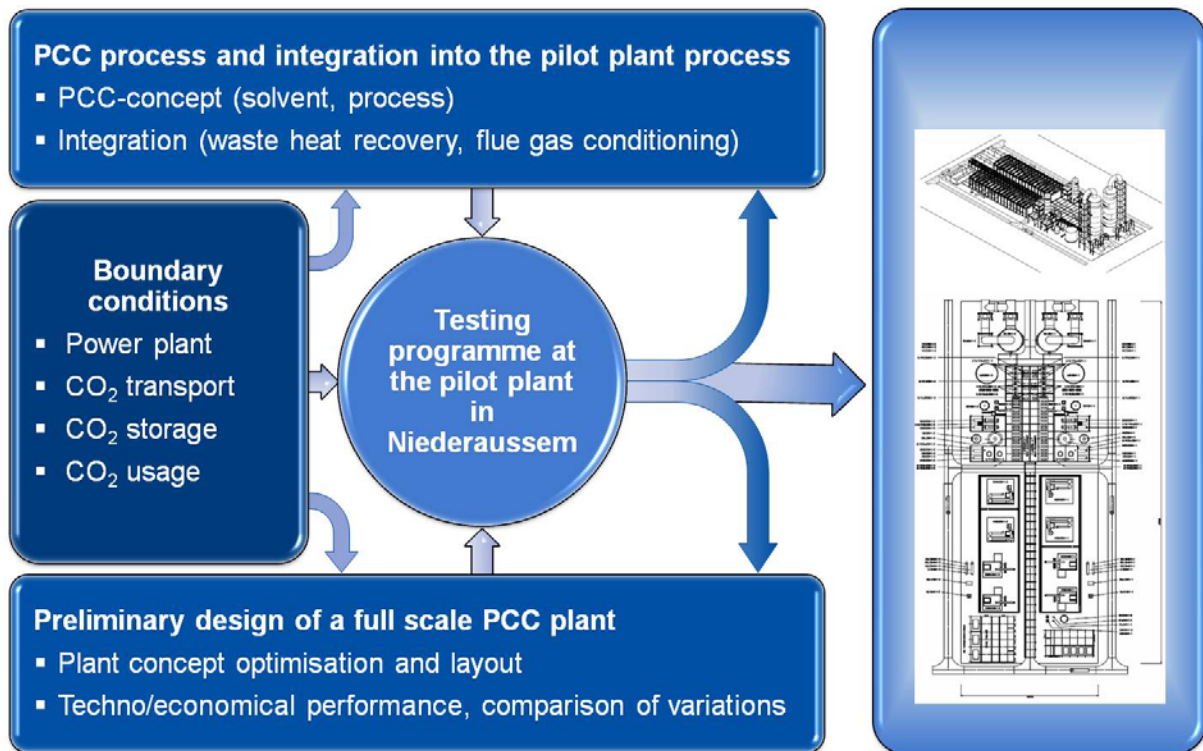 PCC process and integration into the pilot plant process
▪ PCC-concept (solvent, process)
▪ Integration (waste heat recovery, flue gas conditioning)
Boundary
conditions
▪ Power plant
▪ CO₂ transport
▪ CO₂ storage
▪ CO₂ usage
Testing
programme at
the pilot plant
in
Niederaussem
Preliminary design of a full scale PCC plant
▪ Plant concept optimisation and layout
▪ Techno/economical performance, comparison of variations